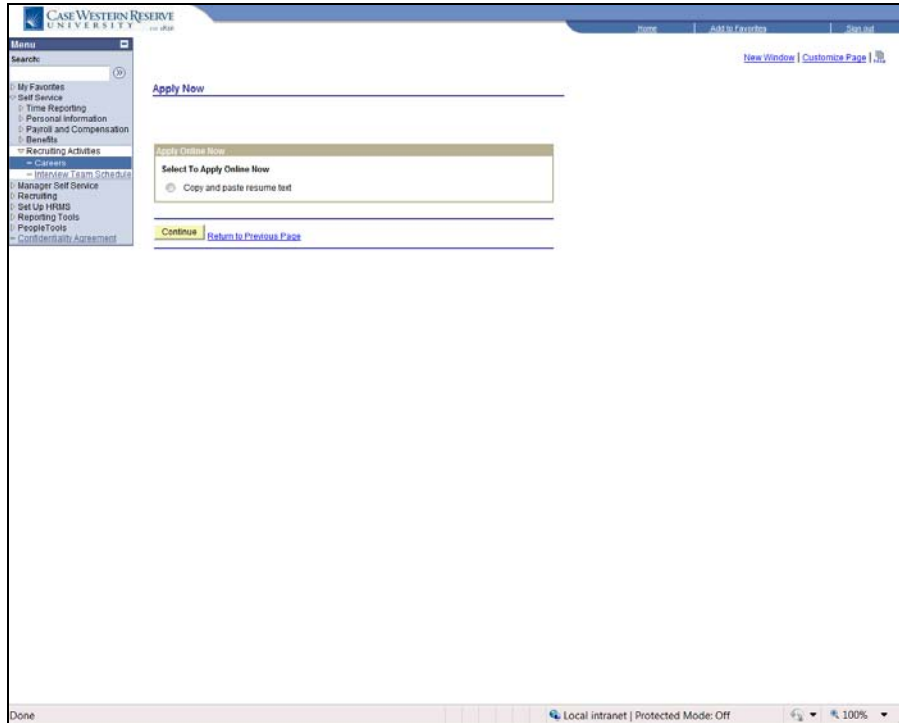 CASE WESTERN RESERVE
UNIVERSITY EST. 1826
Home
Add to Favorites
Sign out
Menu
Search:
New Window | Customize Page |
My Favorites
Self Service
Time Reporting
Personal Information
Payroll and Compensation
Benefits
Recruiting Activities
– Careers
– Interview Team Schedule
Manager Self Service
Recruiting
Set Up HRMS
Reporting Tools
PeopleTools
– Confidentiality Agreement
Apply Now
Apply Online Now
Select To Apply Online Now
Copy and paste resume text
Continue
Return to Previous Page
Done
Local intranet | Protected Mode: Off
100%